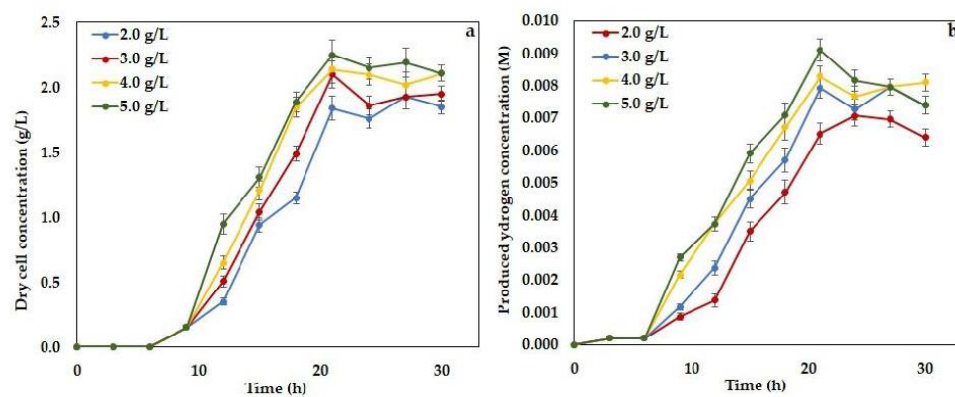 a
2.0 g/L
3.0 g/L
4.0 g/L
5.0 g/L
Dry cell concentration (g/L)
2.5
2.0
1.5
1.0
0.5
0.0
0 10 20 30
Time (h)
b
2.0 g/L
3.0 g/L
4.0 g/L
5.0 g/L
Produced ydrogen concentration (M)
0.010
0.009
0.008
0.007
0.006
0.005
0.004
0.003
0.002
0.001
0.000
0 10 20 30
Time (h)